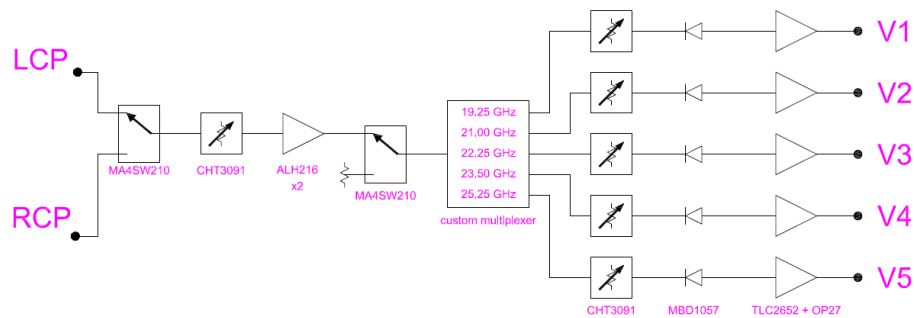 LCP
RCP
MA4SW210
CHT3091
ALH216
x2
MA4SW210
19.25 GHz
21.00 GHz
22.25 GHz
23.50 GHz
25.25 GHz
custom multiplexer
V1
V2
V3
V4
V5
CHT3091
MBD1057
TLC2652 + OP27